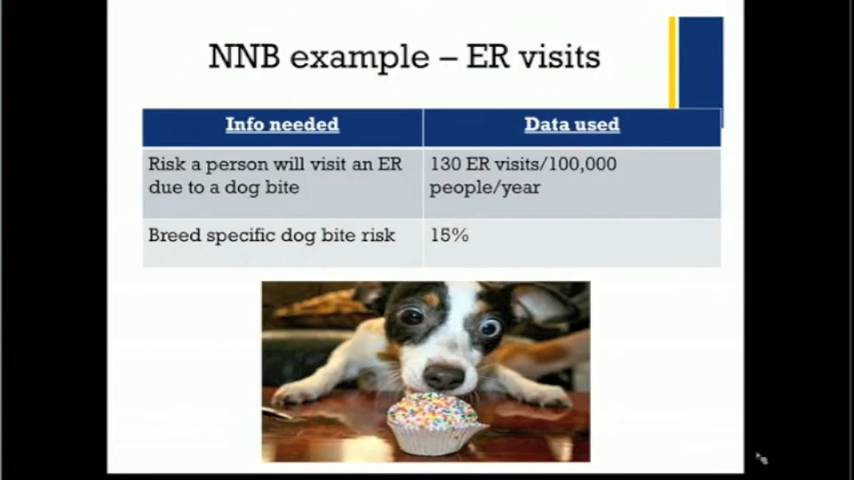 NNB example – ER visits
Info needed
Data used
Risk a person will visit an ER
due to a dog bite
130 ER visits/100,000
people/year
Breed specific dog bite risk
15%